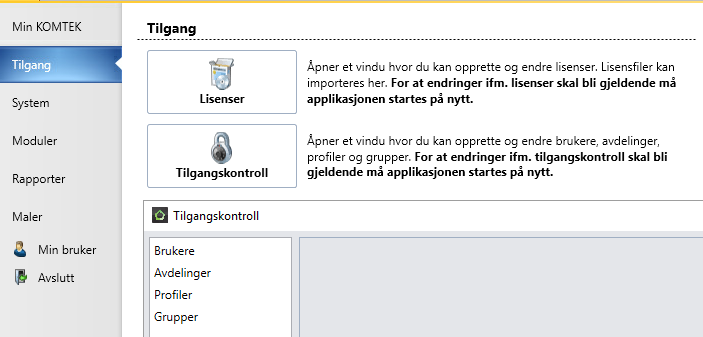 Min KOMTEK
Tilgang
System
Moduler
Rapporter
Maler
Min bruker
Avslutt
Tilgang
Lisenser
Åpner et vindu hvor du kan opprette og endre lisenser. Lisensfiler kan
importeres her. For at endringer ifm. lisenser skal bli gjeldende må
applikasjonen startes på nytt.
Tilgangskontroll
Åpner et vindu hvor du kan opprette og endre brukere, avdelinger,
profiler og grupper. For at endringer ifm. tilgangskontroll skal bli
gjeldende må applikasjonen startes på nytt.
Tilgangskontroll
Brukere
Avdelinger
Profiler
Grupper